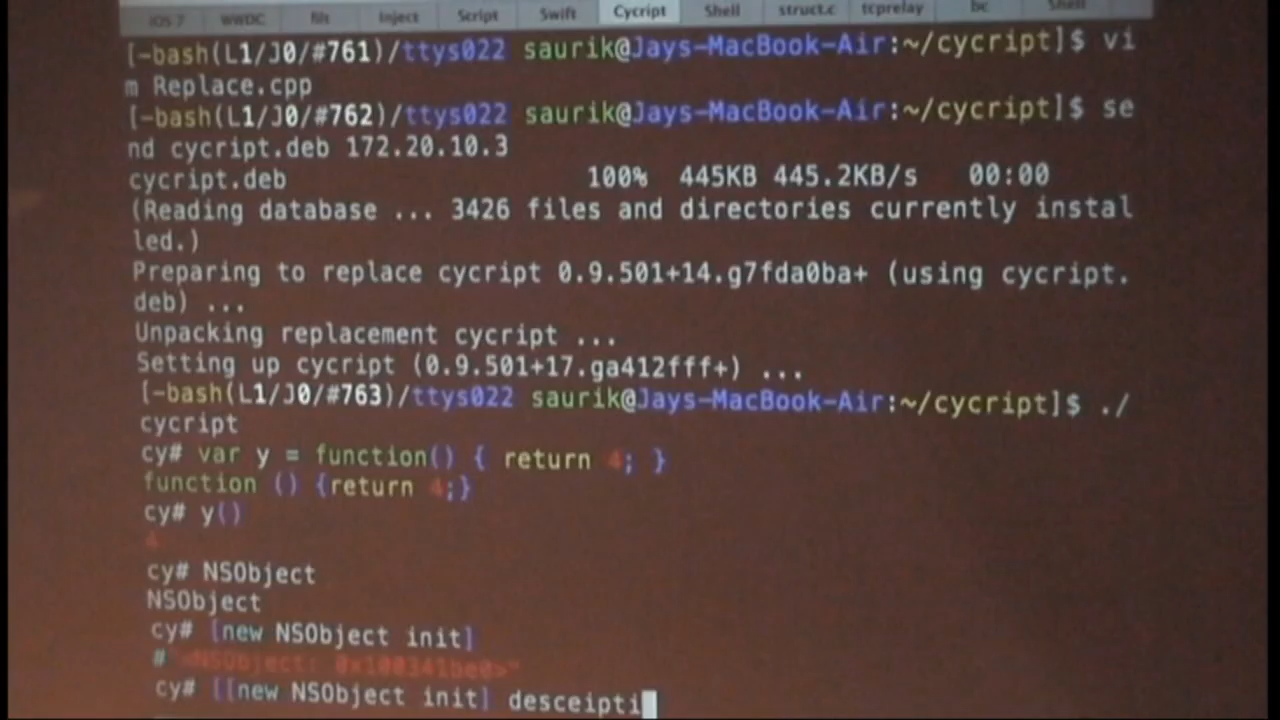 iOS 7 WWDC filt Inject Script Swift Cycript Shell struct.c tcprelay bc Shell
[-bash(L1/J0/#761)/ttys022 saurik@Jays-MacBook-Air:~/cycript]$ vi
m Replace.cpp
[-bash(L1/J0/#762)/ttys022 saurik@Jays-MacBook-Air:~/cycript]$ se
nd cycript.deb 172.20.10.3
cycript.deb 100% 445KB 445.2KB/s 00:00
(Reading database ... 3426 files and directories currently instal
led.)
Preparing to replace cycript 0.9.501+14.g7fda0ba+ (using cycript.
deb) ...
Unpacking replacement cycript ...
Setting up cycript (0.9.501+17.ga412fff+) ...
[-bash(L1/J0/#763)/ttys022 saurik@Jays-MacBook-Air:~/cycript]$ ./
cycript
cy# var y = function() { return 4; }
function () {return 4;}
cy# y()
4
cy# NSObject
NSObject
cy# [new NSObject init]
#"<NSObject: 0x100341be0>"
cy# [[new NSObject init] desceipti